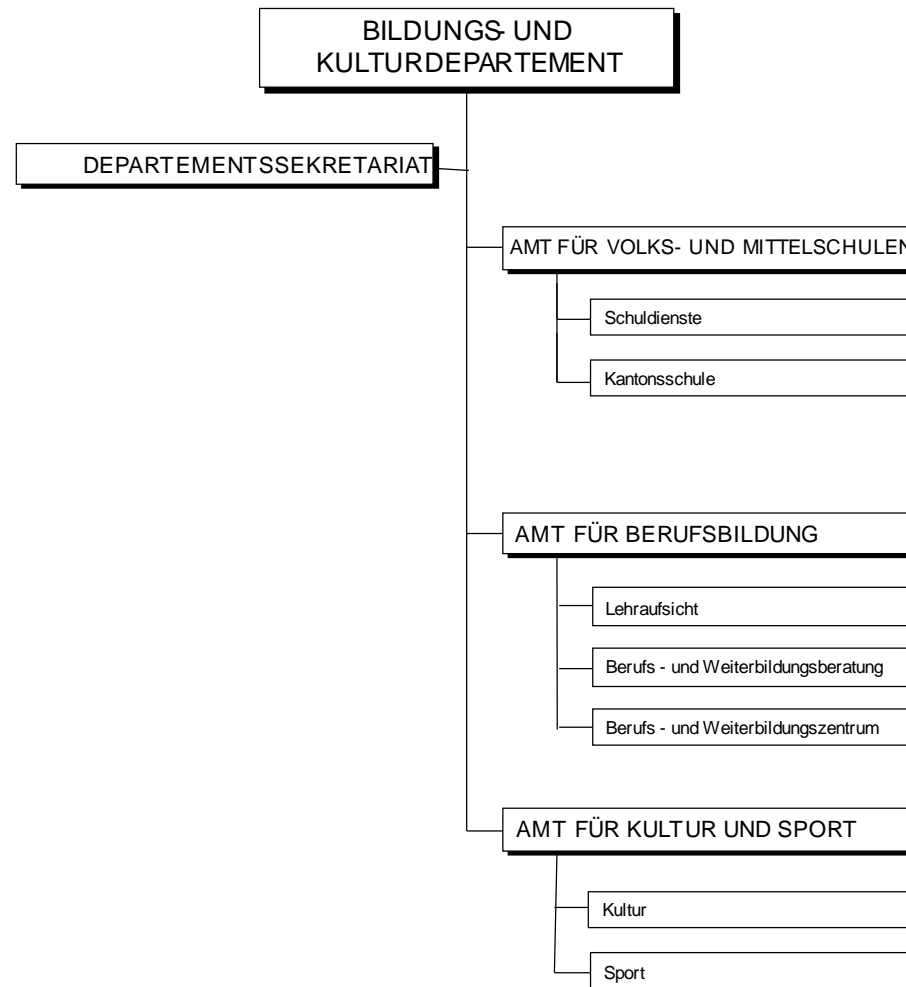 BILDUNGS- UND
KULTURDEPARTEMENT
DEPARTEMENTSSEKRETARIAT
AMT FÜR VOLKS- UND MITTELSCHULEN
Schuldienste
Kantonsschule
AMT FÜR BERUFSBILDUNG
Lehraufsicht
Berufs - und Weiterbildungsberatung
Berufs - und Weiterbildungszentrum
AMT FÜR KULTUR UND SPORT
Kultur
Sport